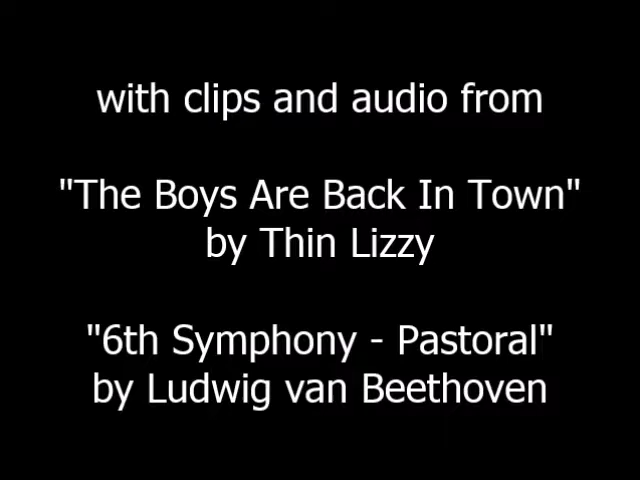 with clips and audio from
"The Boys Are Back In Town"
by Thin Lizzy
"6th Symphony - Pastoral"
by Ludwig van Beethoven